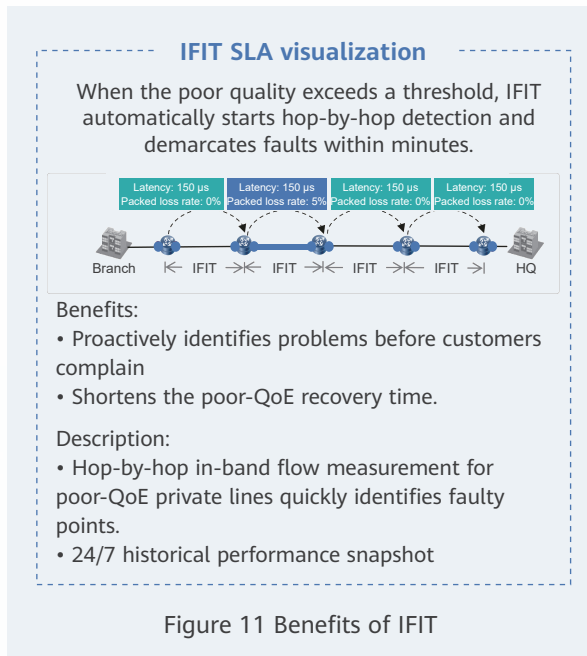 IFIT SLA visualization
When the poor quality exceeds a threshold, IFIT
automatically starts hop-by-hop detection and
demarcates faults within minutes.
Latency: 150 μs
Packed loss rate: 0%
Latency: 150 μs
Packed loss rate: 5%
Latency: 150 μs
Packed loss rate: 0%
Latency: 150 μs
Packed loss rate: 0%
Branch
IFIT
IFIT
IFIT
IFIT
HQ
Benefits:
• Proactively identifies problems before customers
complain
• Shortens the poor-QoE recovery time.
Description:
• Hop-by-hop in-band flow measurement for
poor-QoE private lines quickly identifies faulty
points.
• 24/7 historical performance snapshot
Figure 11 Benefits of IFIT